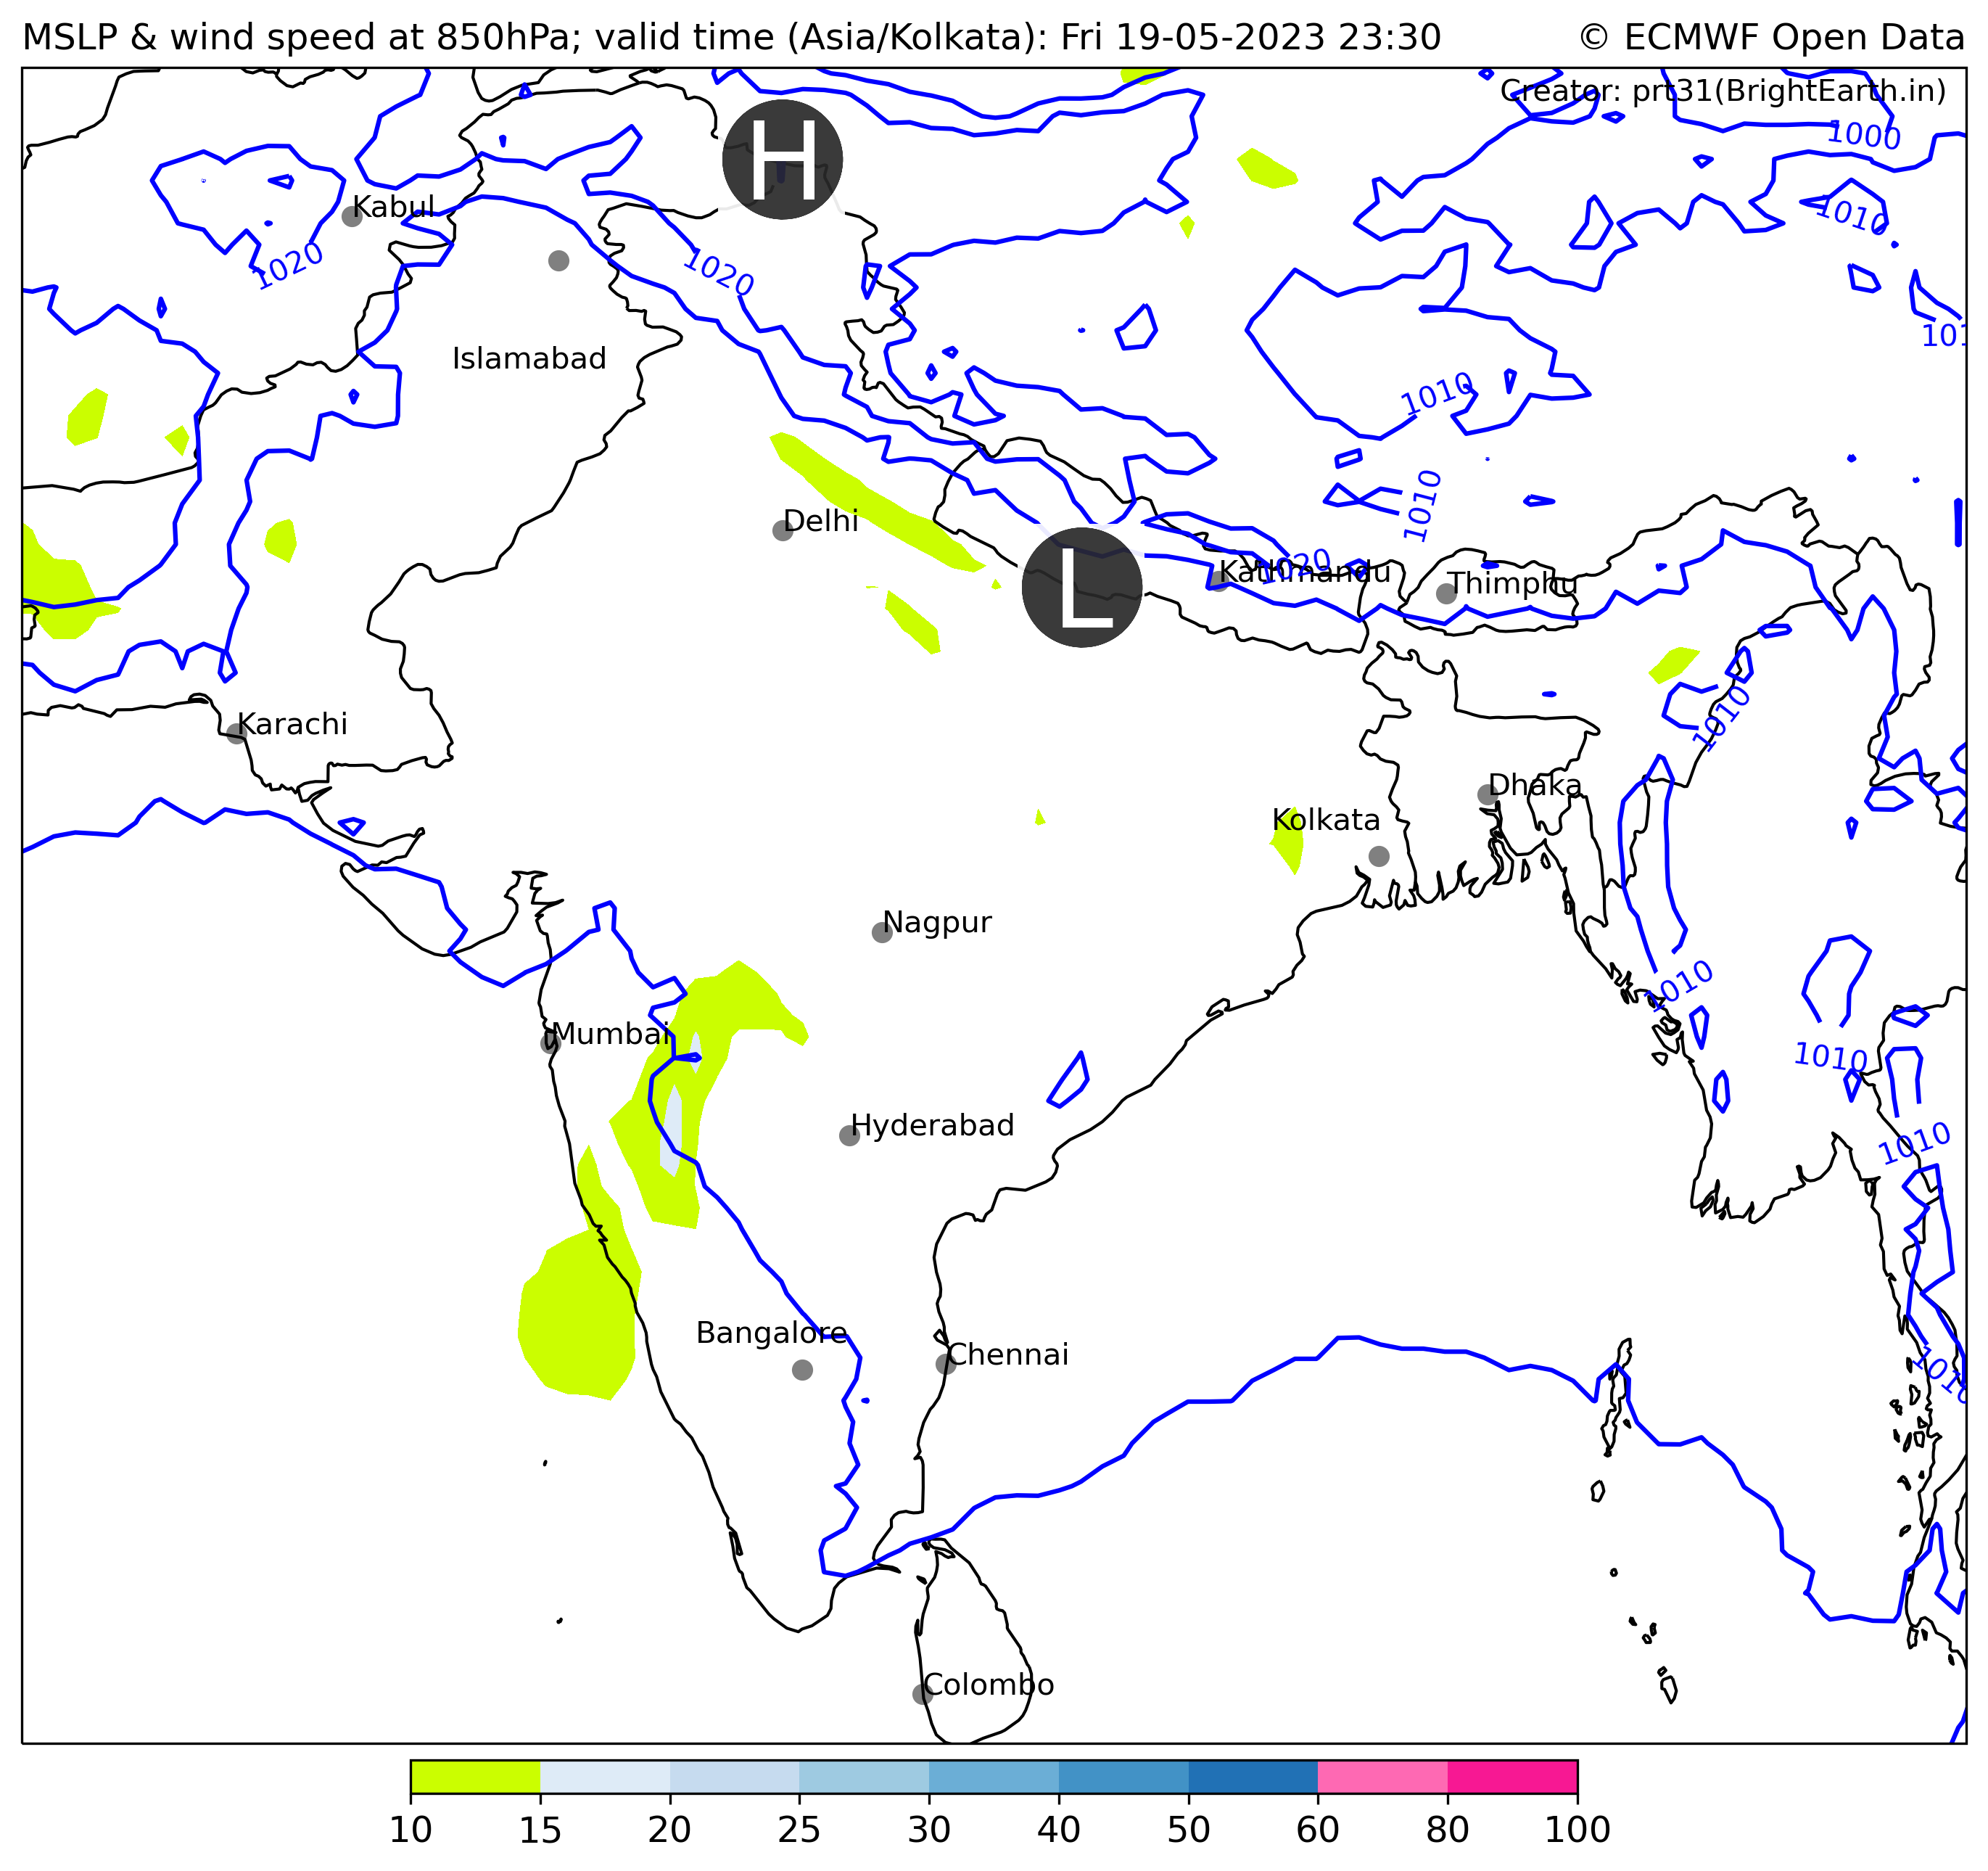 MSLP & wind speed at 850hPa; valid time (Asia/Kolkata): Fri 19-05-2023 23:30 © ECMWF Open Data
Creator: prt31(BrightEarth.in)
1000
H
Kabul
1010
1020
1020
Islamabad
1010
1010
Delhi
Kathmandu
1020
Thimphu
L
1010
Karachi
Dhaka
Kolkata
Nagpur
1010
Mumbai
1010
Hyderabad
1010
Bangalore
Chennai
1010
Colombo
10 15 20 25 30 40 50 60 80 100